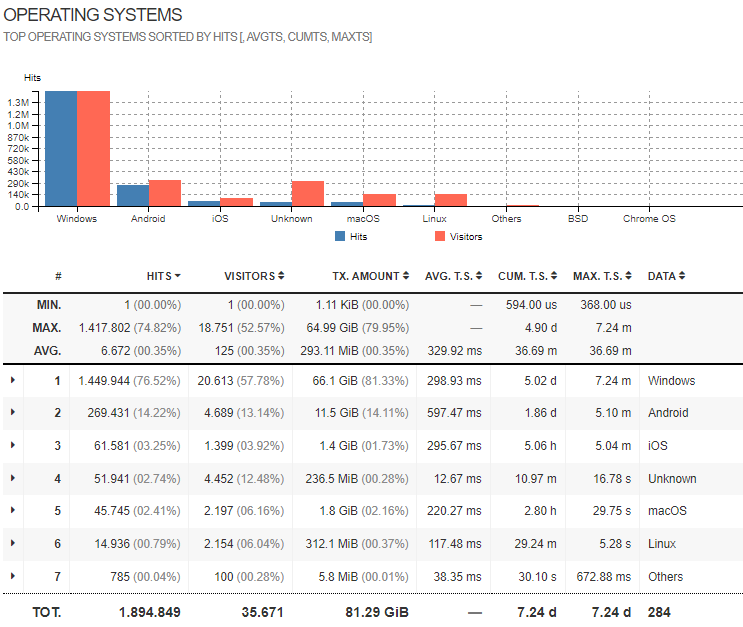 OPERATING SYSTEMS
TOP OPERATING SYSTEMS SORTED BY HITS [, AVGTS, CUMTS, MAXTS]
Hits
1.3M
1.2M
1.0M
870k
720k
580k
430k
290k
140k
0.0
Windows Android iOS Unknown macOS Linux Others BSD Chrome OS
Hits Visitors
# HITS VISITORS TX. AMOUNT AVG. T.S. CUM. T.S. MAX. T.S. DATA
MIN. 1 (00.00%) 1 (00.00%) 1.11 KiB (00.00%) — 594.00 us 368.00 us
MAX. 1.417.802 (74.82%) 18.751 (52.57%) 64.99 GiB (79.95%) — 4.90 d 7.24 m
AVG. 6.672 (00.35%) 125 (00.35%) 293.11 MiB (00.35%) 329.92 ms 36.69 m 36.69 m
1 1.449.944 (76.52%) 20.613 (57.78%) 66.1 GiB (81.33%) 298.93 ms 5.02 d 7.24 m Windows
2 269.431 (14.22%) 4.689 (13.14%) 11.5 GiB (14.11%) 597.47 ms 1.86 d 5.10 m Android
3 61.581 (03.25%) 1.399 (03.92%) 1.4 GiB (01.73%) 295.67 ms 5.06 h 5.04 m iOS
4 51.941 (02.74%) 4.452 (12.48%) 236.5 MiB (00.28%) 12.67 ms 10.97 m 16.78 s Unknown
5 45.745 (02.41%) 2.197 (06.16%) 1.8 GiB (02.16%) 220.27 ms 2.80 h 29.75 s macOS
6 14.936 (00.79%) 2.154 (06.04%) 312.1 MiB (00.37%) 117.48 ms 29.24 m 5.28 s Linux
7 785 (00.04%) 100 (00.28%) 5.8 MiB (00.01%) 38.35 ms 30.10 s 672.88 ms Others
TOT. 1.894.849 35.671 81.29 GiB — 7.24 d 7.24 d 284